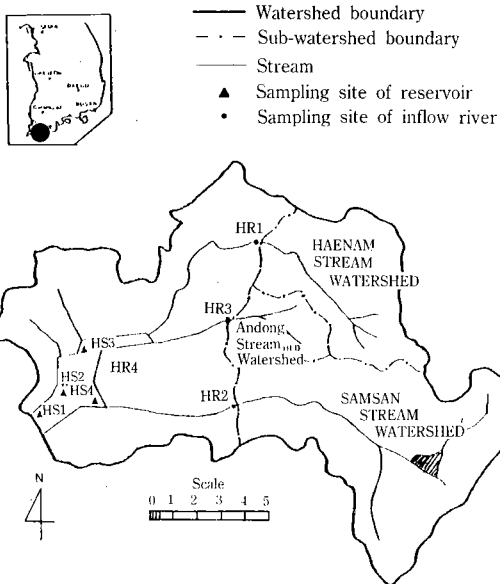 Watershed boundary
Sub-watershed boundary
Stream
Sampling site of reservoir
Sampling site of inflow river
HR1
HAENAM
STREAM
WATERSHED
HR3
Andong
Stream
Watershed
HS3
HR4
HS2
HS4
HS1
HR2
SAMSAN
STREAM
WATERSHED
N
Scale
0 1 2 3 4 5